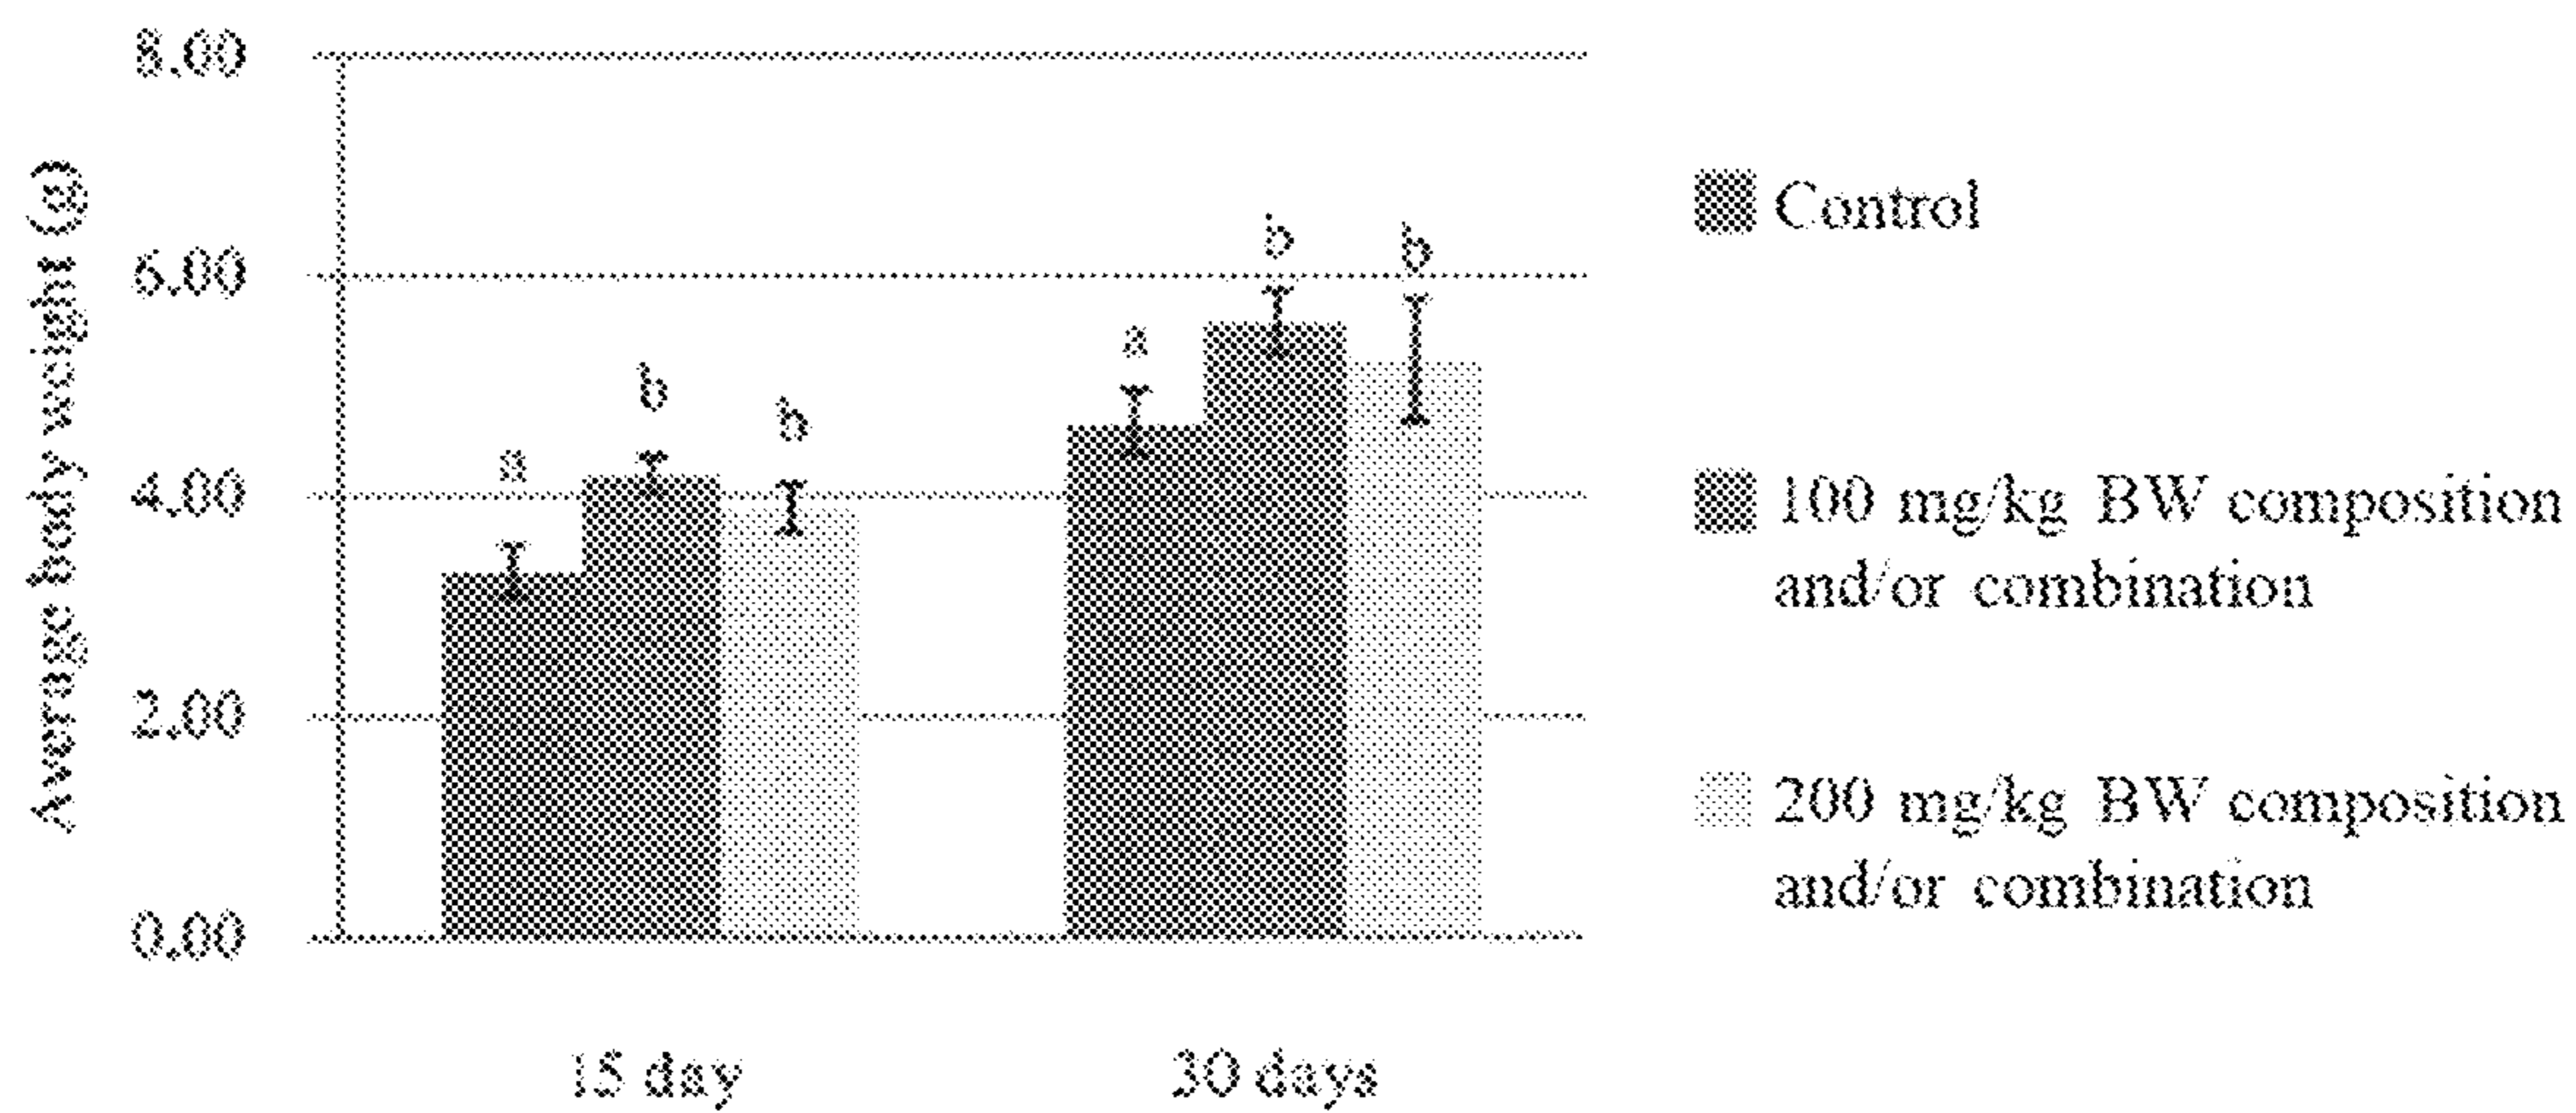 Average body weight (g)
8.00
6.00
4.00
2.00
0.00
a
b
b
a
b
b
15 day
30 days
Control
100 mg/kg BW composition
and/or combination
200 mg/kg BW composition
and/or combination